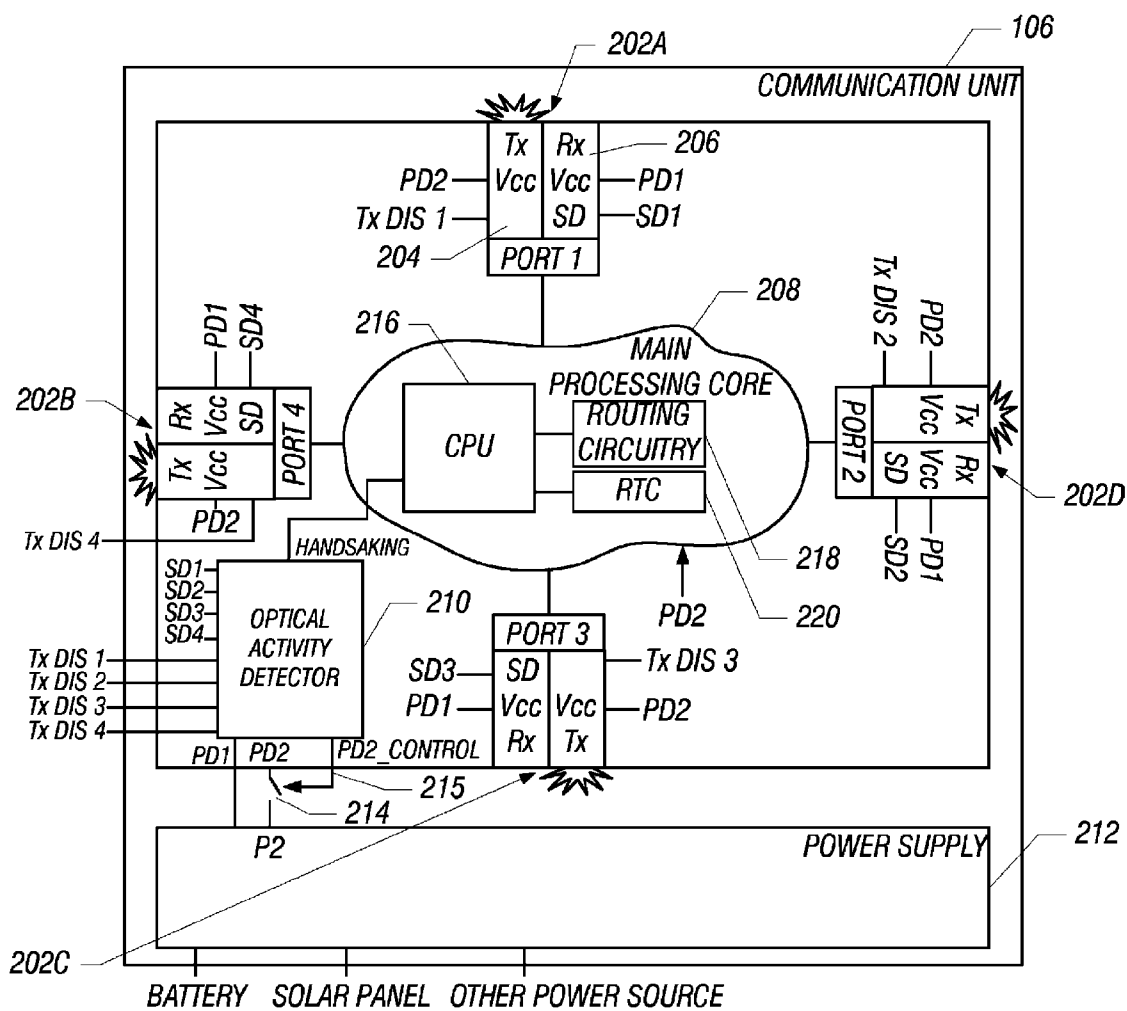 202A
106
COMMUNICATION UNIT
Tx
Rx
206
PD2
Vcc
Vcc
PD1
Tx DIS 1
SD
SD1
204
PORT 1
208
216
MAIN
PROCESSING CORE
PD1
SD4
Tx DIS 2
PD2
202B
Rx
Vcc
SD
PORT 4
Tx
Vcc
PD2
Tx DIS 4
CPU
ROUTING
CIRCUITRY
RTC
PORT 2
Vcc
Tx
SD
Vcc
Rx
202D
SD2
PD1
HANDSAKING
218
220
PD2
SD1
SD2
SD3
SD4
OPTICAL
ACTIVITY
DETECTOR
210
Tx DIS 1
Tx DIS 2
Tx DIS 3
Tx DIS 4
PORT 3
SD3
SD
Tx DIS 3
PD1
Vcc
Vcc
PD2
Rx
Tx
PD1
PD2
PD2_CONTROL
215
214
P2
POWER SUPPLY
212
202C
BATTERY
SOLAR PANEL
OTHER POWER SOURCE